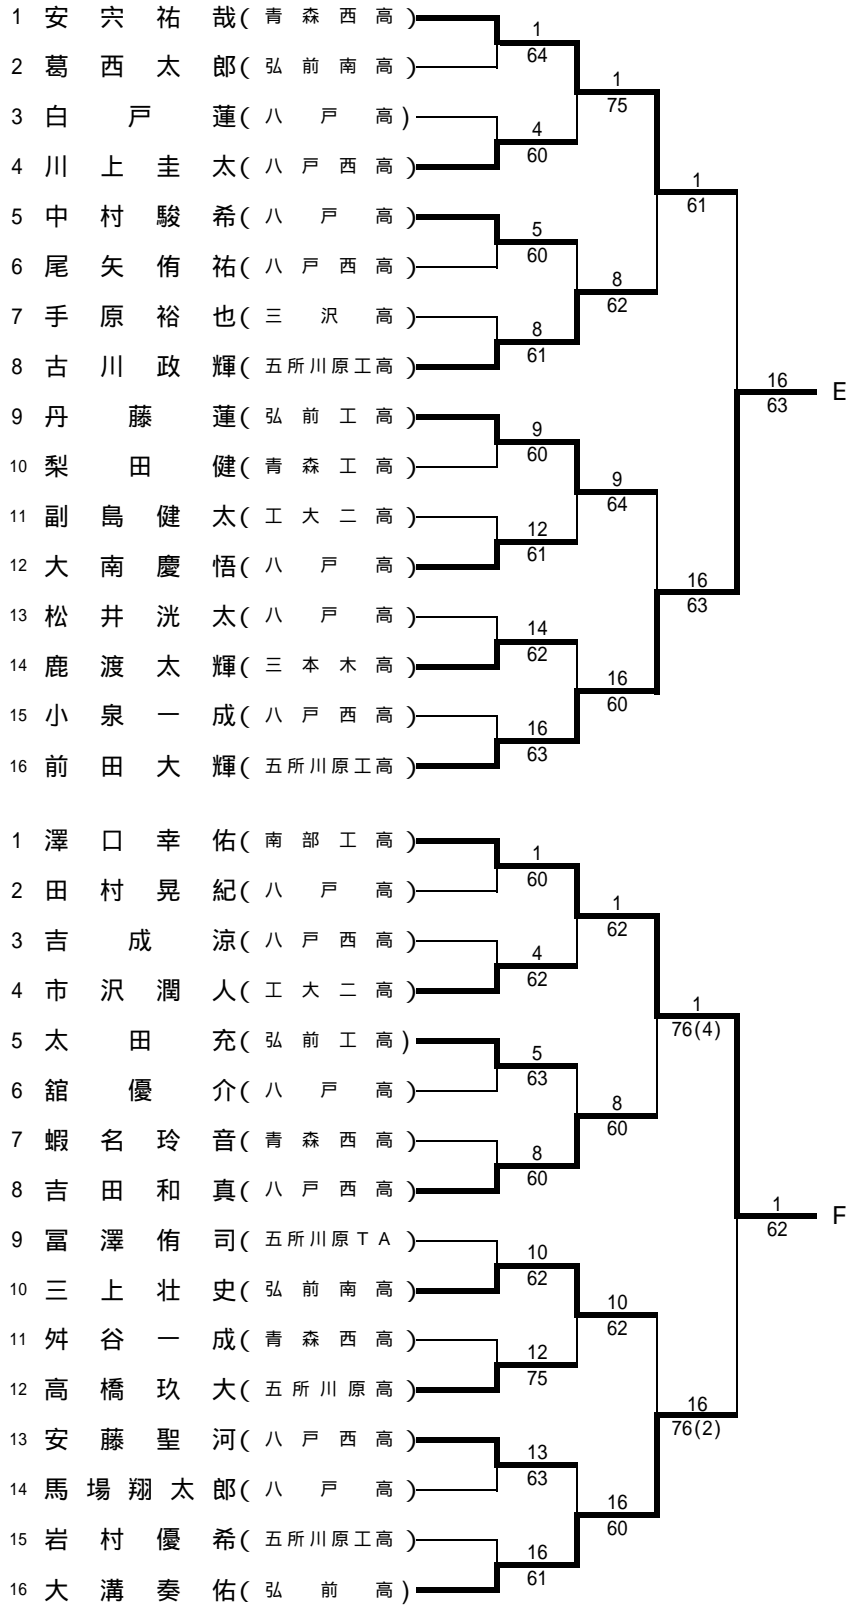 1 安宍祐哉(青森西高)
1
64
2 葛西太郎(弘前南高)
1
75
3 白戸蓮(八戸高)
4
60
4 川上圭太(八戸西高)
1
61
5 中村駿希(八戸高)
5
60
6 尾矢侑祐(八戸西高)
8
62
7 手原裕也(三沢高)
8
61
8 古川政輝(五所川原工高)
16
63
E
9 丹藤蓮(弘前工高)
9
60
10 梨田健(青森工高)
9
64
11 副島健太(工大二高)
12
61
12 大南慶悟(八戸高)
16
63
13 松井洸太(八戸高)
14
62
14 鹿渡太輝(三本木高)
16
60
15 小泉一成(八戸西高)
16
63
16 前田大輝(五所川原工高)
1 澤口幸佑(南部工高)
1
60
2 田村晃紀(八戸高)
1
62
3 吉成涼(八戸西高)
4
62
4 市沢潤人(工大二高)
1
76(4)
5 太田充(弘前工高)
5
63
6 舘優介(八戸高)
8
60
7 蝦名玲音(青森西高)
8
60
8 吉田和真(八戸西高)
1
62
F
9 冨澤侑司(五所川原TA)
10
62
10 三上壮史(弘前南高)
10
62
11 舛谷一成(青森西高)
12
75
12 高橋玖大(五所川原高)
16
76(2)
13 安藤聖河(八戸西高)
13
63
14 馬場翔太郎(八戸高)
16
60
15 岩村優希(五所川原工高)
16
61
16 大溝奏佑(弘前高)